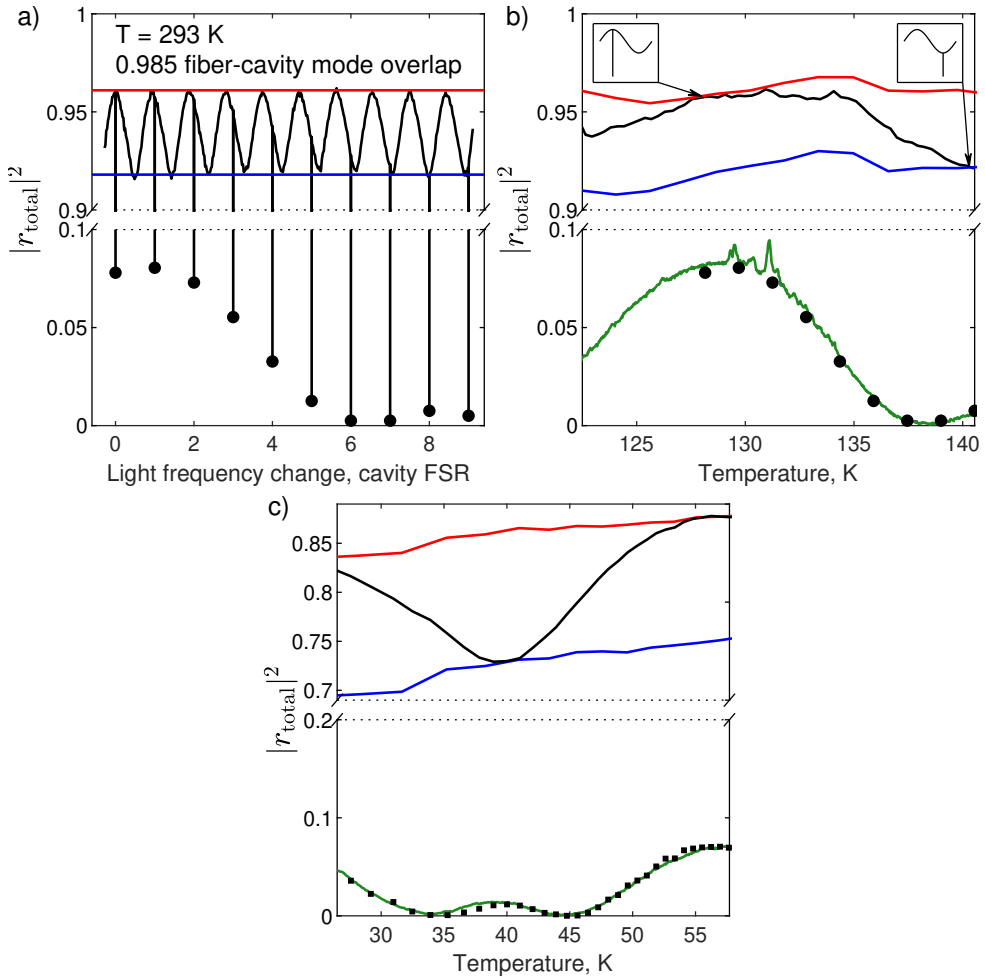 a)
T = 293 K
0.985 fiber-cavity mode overlap
1
0.95
0.9
0.1
0.05
0
|r_total|^2
0 2 4 6 8
Light frequency change, cavity FSR
b)
1
0.95
0.9
0.1
0.05
0
|r_total|^2
125 130 135 140
Temperature, K
c)
0.85
0.8
0.75
0.7
0.2
0.1
0
|r_total|^2
30 35 40 45 50 55
Temperature, K